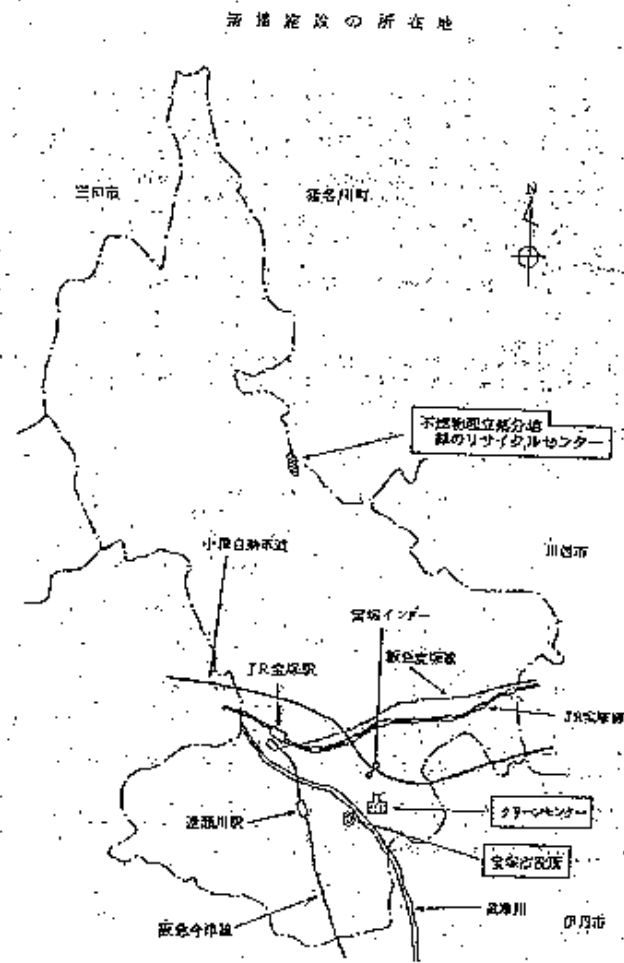 清掃施設の所在地
三田市
猪名川町
N
不燃物埋立処分地
緑のリサイクルセンター
川西市
中国自動車道
宝塚インター
阪急宝塚線
JR宝塚駅
JR宝塚線
クリーンセンター
逆瀬川駅
宝塚市役所
武庫川
阪急今津線
伊丹市